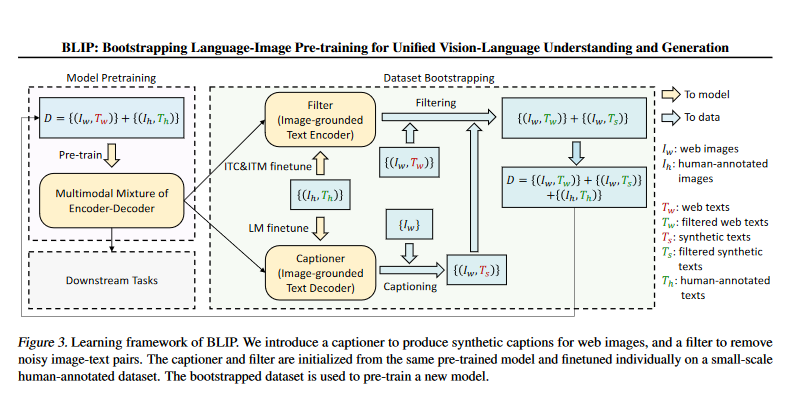 BLIP: Bootstrapping Language-Image Pre-training for Unified Vision-Language Understanding and Generation
Model Pretraining
D = {(I_w, T_w)} + {(I_h, T_h)}
Pre-train
Multimodal Mixture of
Encoder-Decoder
Downstream Tasks
Dataset Bootstrapping
Filter
(Image-grounded
Text Encoder)
Filtering
{(I_w, T_w)}
ITC&ITM finetune
{(I_h, T_h)}
LM finetune
{I_w}
Captioner
(Image-grounded
Text Decoder)
Captioning
{(I_w, T_s)}
{(I_w, T_w)} + {(I_w, T_s)}
D = {(I_w, T_w)} + {(I_w, T_s)}
+{(I_h, T_h)}
To model
To data
I_w: web images
I_h: human-annotated
images
T_w: web texts
T_w: filtered web texts
T_s: synthetic texts
T_s: filtered synthetic
texts
T_h: human-annotated
texts
Figure 3. Learning framework of BLIP. We introduce a captioner to produce synthetic captions for web images, and a filter to remove
noisy image-text pairs. The captioner and filter are initialized from the same pre-trained model and finetuned individually on a small-scale
human-annotated dataset. The bootstrapped dataset is used to pre-train a new model.